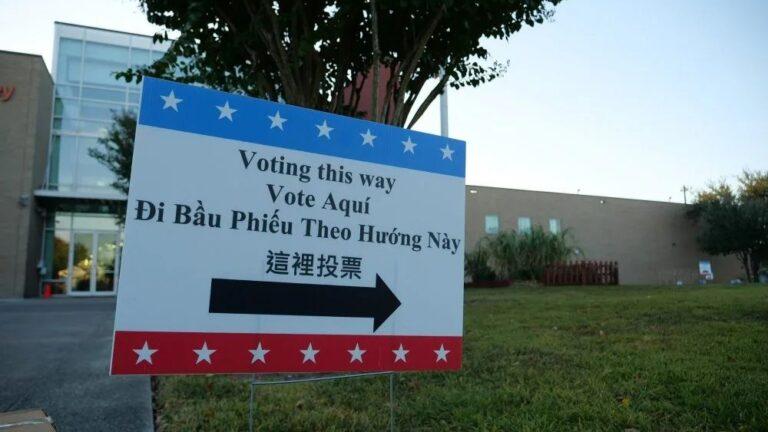 Voting this way
Vote Aquí
Đi Bầu Phiếu Theo Hướng Này
這裡投票